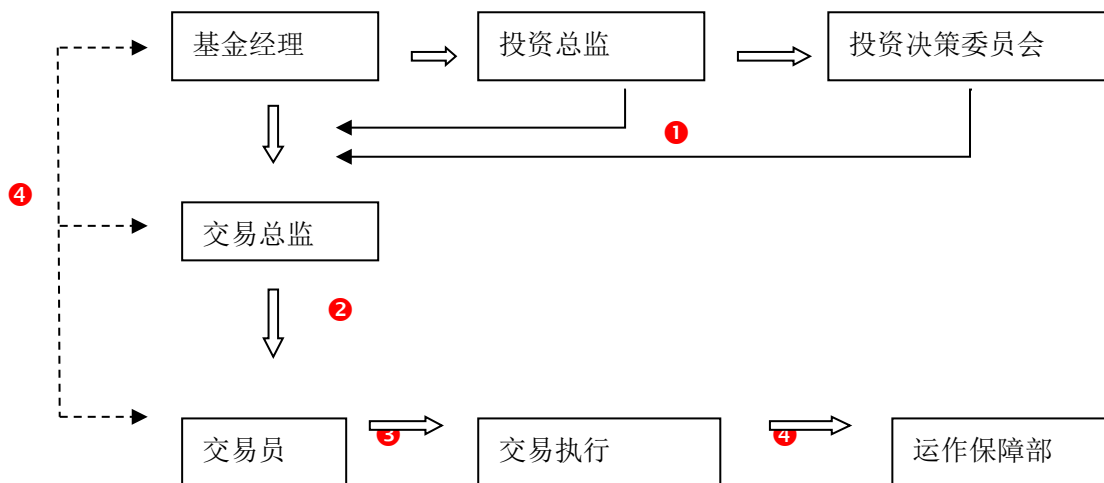 基金经理
投资总监
投资决策委员会
❶
❹
交易总监
❷
交易员
❸
交易执行
❹
运作保障部